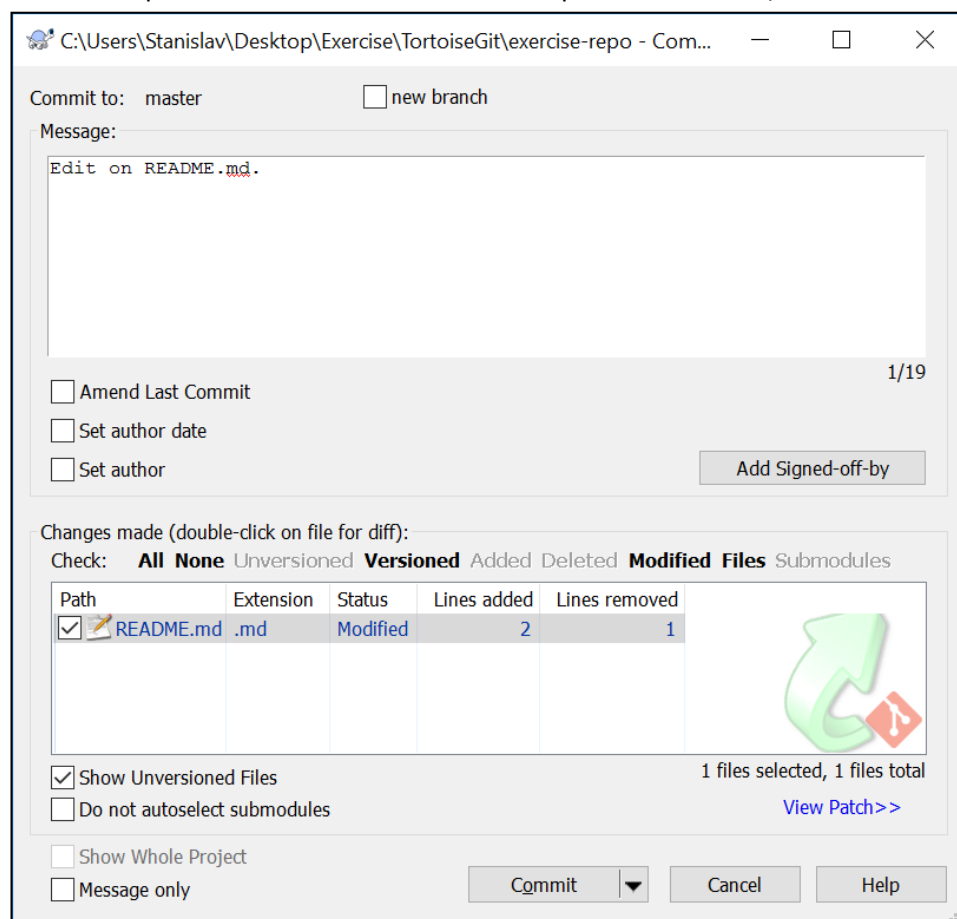 C:\Users\Stanislav\Desktop\Exercise\TortoiseGit\exercise-repo - Com...
Commit to: master new branch
Message:
Edit on README.md.
1/19
Amend Last Commit
Set author date
Set author
Add Signed-off-by
Changes made (double-click on file for diff):
Check: All None Unversioned Versioned Added Deleted Modified Files Submodules
Path Extension Status Lines added Lines removed
README.md .md Modified 2 1
Show Unversioned Files
1 files selected, 1 files total
Do not autoselect submodules
View Patch>>
Show Whole Project
Message only
Commit Cancel Help